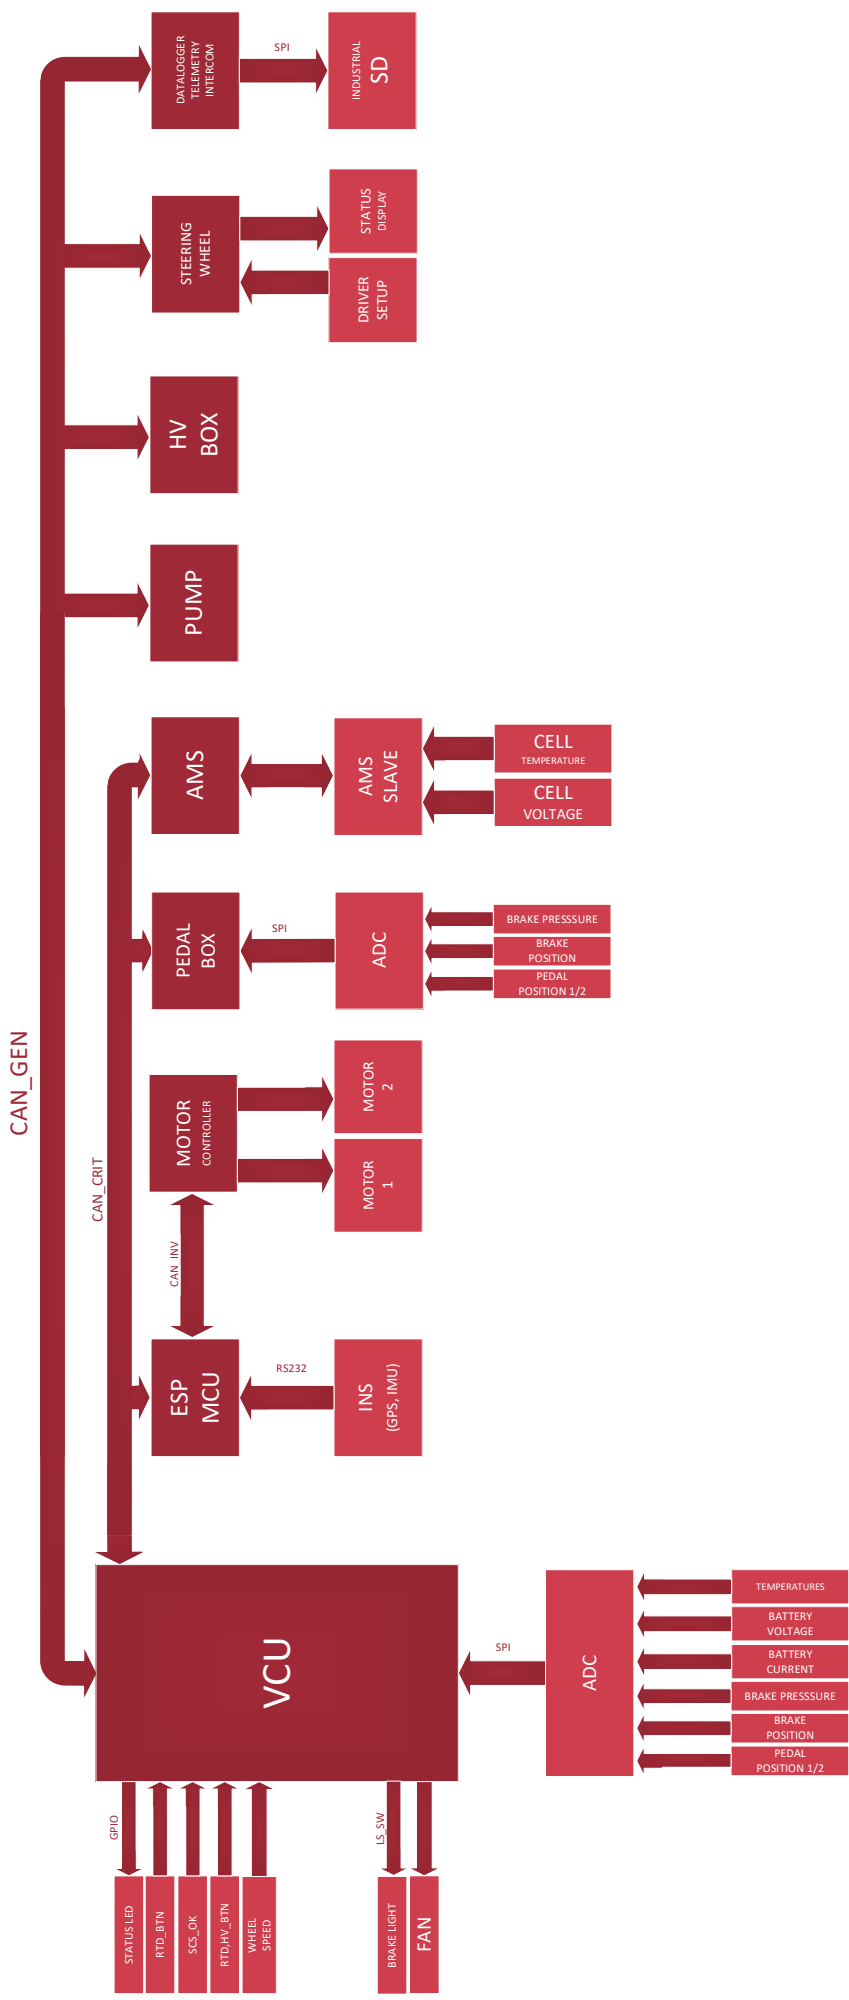 DATALOGGER
TELEMETRY
INTERCOM
SPI
INDUSTRIAL
SD
STEERING
WHEEL
STATUS
DISPLAY
DRIVER
SETUP
HV
BOX
PUMP
AMS
AMS
SLAVE
CELL
TEMPERATURE
CELL
VOLTAGE
PEDAL
BOX
SPI
ADC
BRAKE PRESSSURE
BRAKE
POSITION
PEDAL
POSITION 1/2
CAN_GEN
CAN_CRIT
MOTOR
CONTROLLER
MOTOR
2
MOTOR
1
CAN_INV
ESP
MCU
RS232
INS
(GPS, IMU)
VCU
SPI
ADC
TEMPERATURES
BATTERY
VOLTAGE
BATTERY
CURRENT
BRAKE PRESSSURE
BRAKE
POSITION
PEDAL
POSITION 1/2
GPIO
STATUS LED
RTD_BTN
SCS_OK
RTD,HV_BTN
WHEEL
SPEED
LS_SW
BRAKE LIGHT
FAN